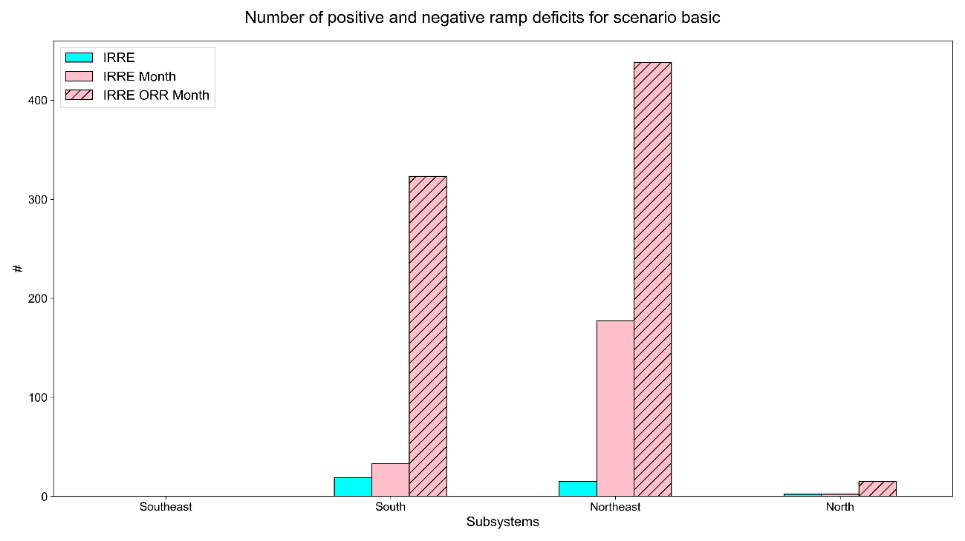 Number of positive and negative ramp deficits for scenario basic
IRRE
IRRE Month
IRRE ORR Month
400
300
200
100
0
#
Southeast
South
Northeast
North
Subsystems